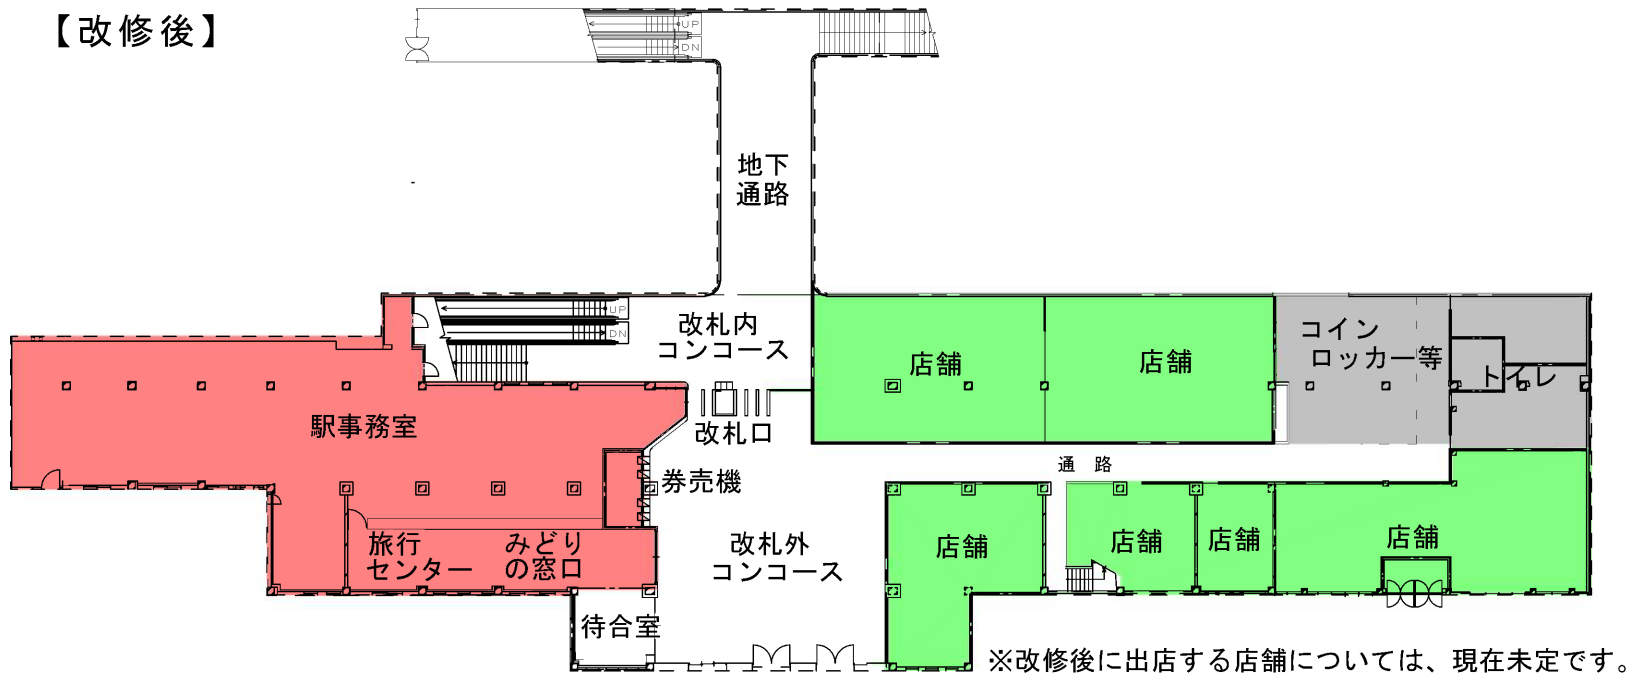 【改修後】
UP
DN
地下
通路
UP
DN
改札内
コンコース
店舗
店舗
コイン
ロッカー等
トイレ
駅事務室
改札口
券売機
通 路
旅行
センター
みどり
の窓口
改札外
コンコース
店舗
店舗
店舗
店舗
待合室
※改修後に出店する店舗については、現在未定です。